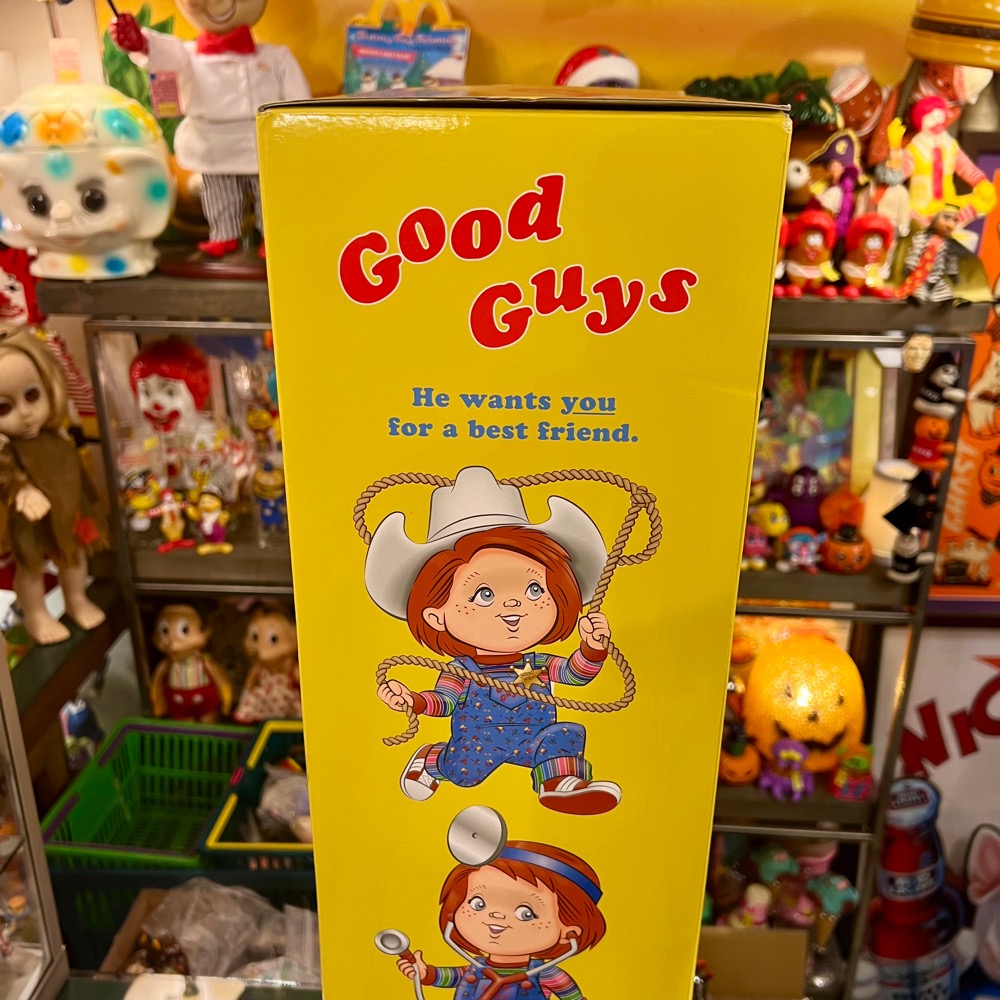 Good
Guys
He wants you
for a best friend.